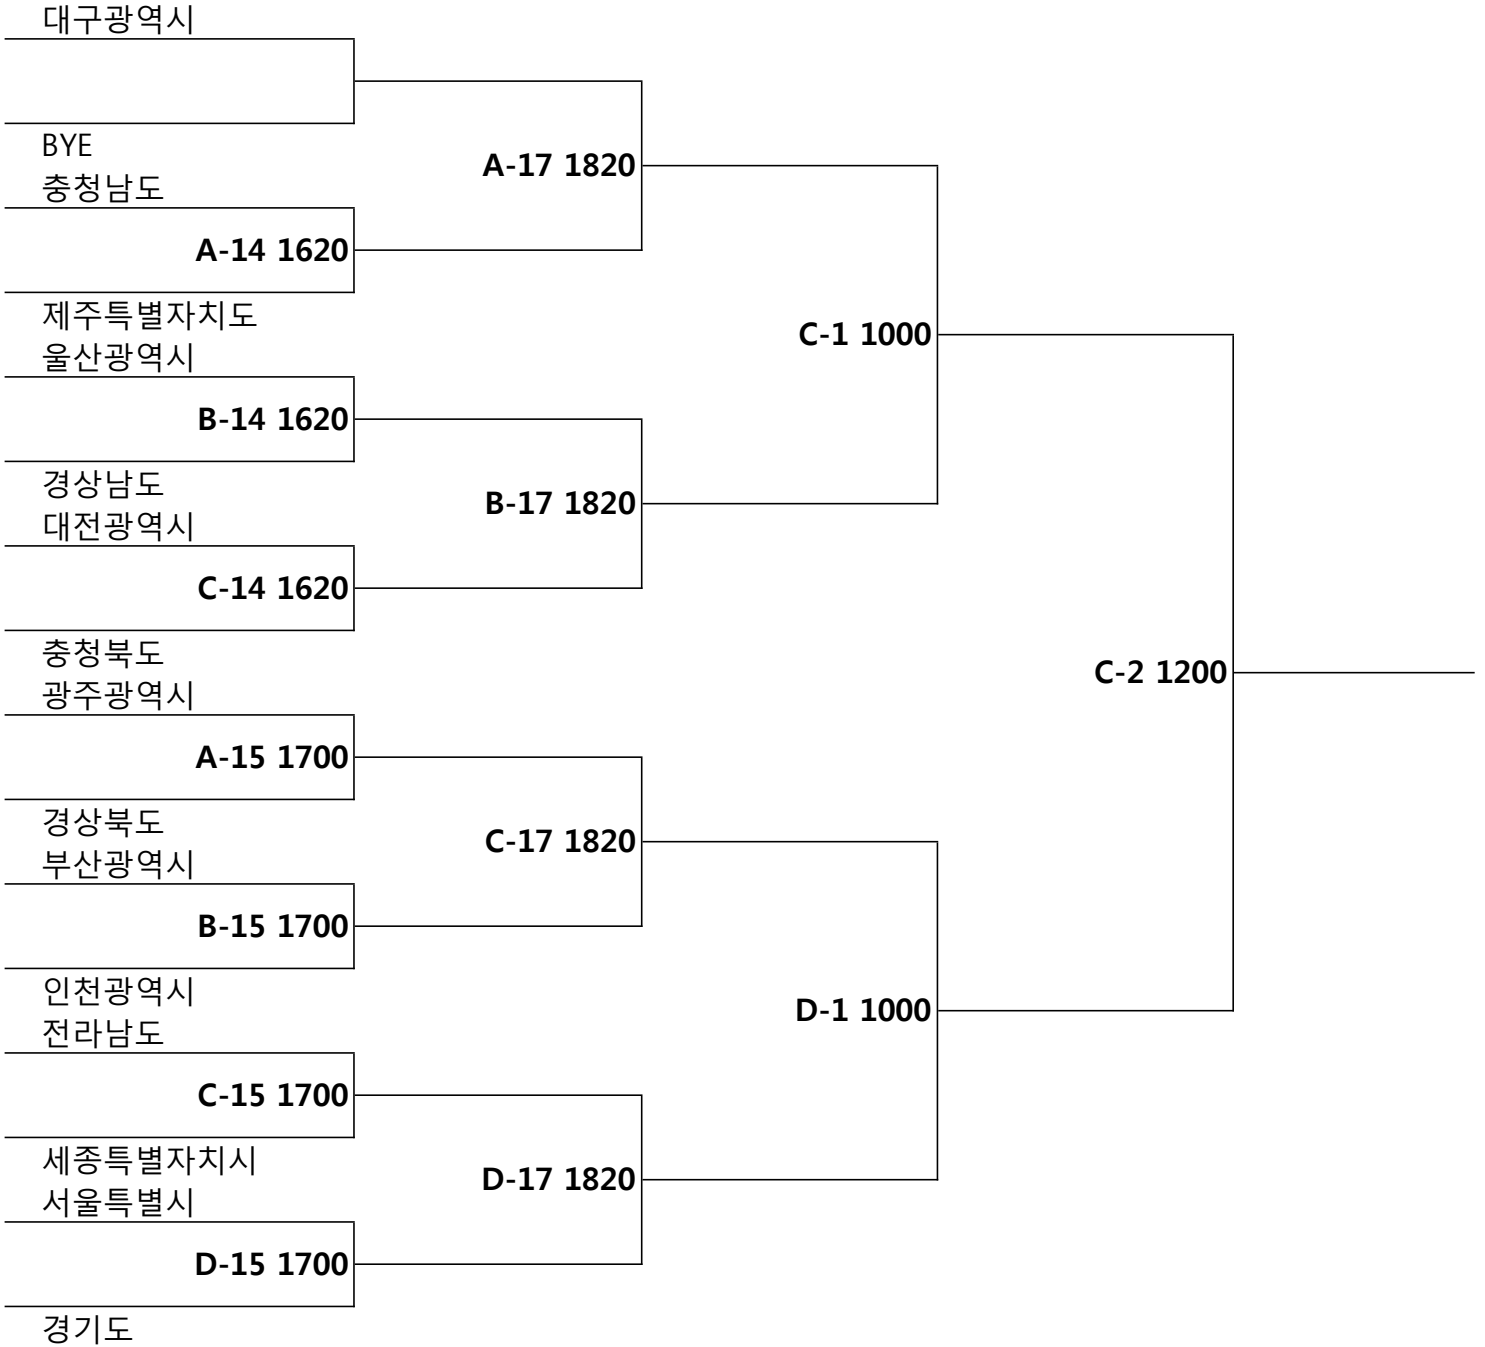 대구광역시
BYE
A-17 1820
충청남도
A-14 1620
제주특별자치도
C-1 1000
울산광역시
B-14 1620
경상남도
B-17 1820
대전광역시
C-14 1620
충청북도
C-2 1200
광주광역시
A-15 1700
경상북도
C-17 1820
부산광역시
B-15 1700
인천광역시
D-1 1000
전라남도
C-15 1700
세종특별자치시
D-17 1820
서울특별시
D-15 1700
경기도